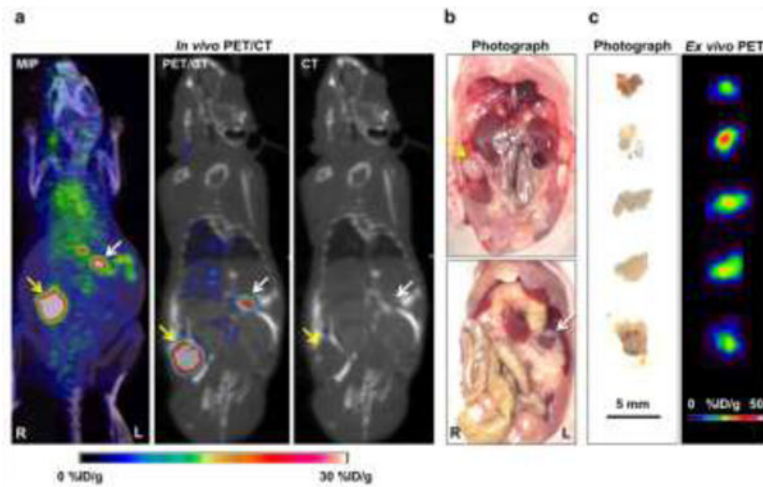 a
b
c
In vivo PET/CT
Photograph
Photograph
Ex vivo PET
MIP
PET/CT
CT
R
L
R
L
5 mm
0 %ID/g 50
0 %ID/g
30 %ID/g